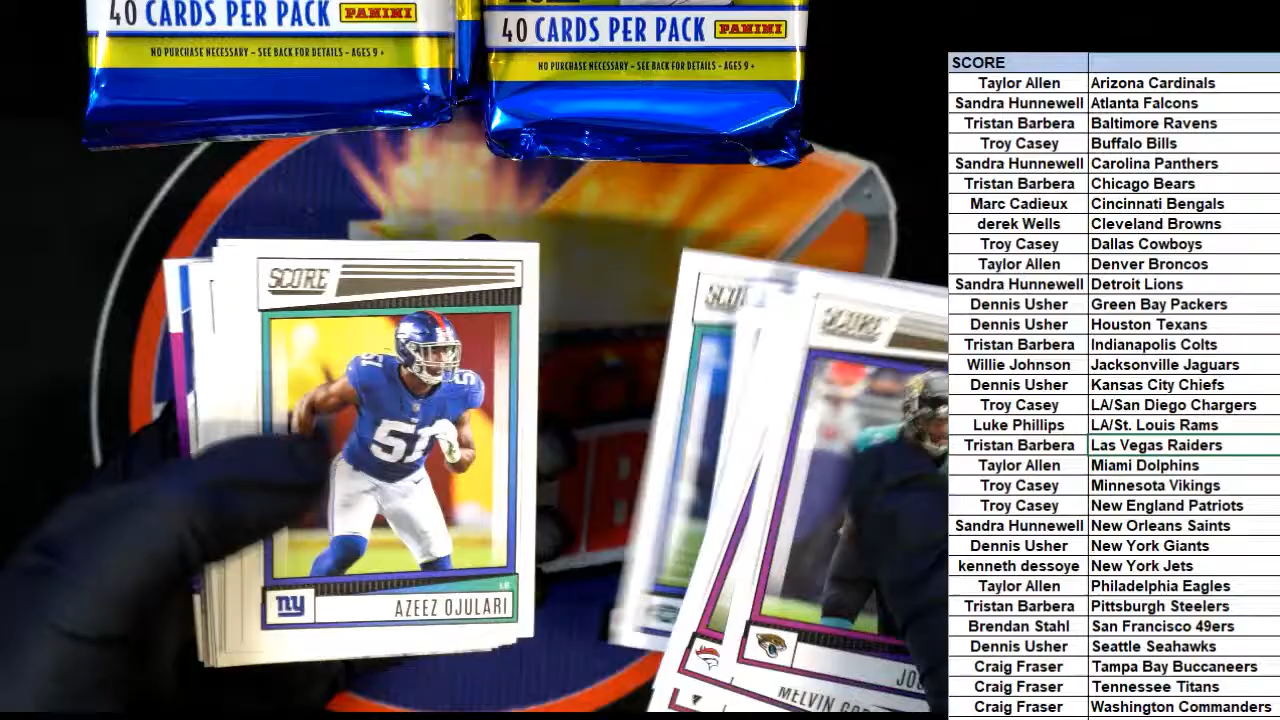 40 CARDS PER PACK PANINI
NO PURCHASE NECESSARY - SEE BACK FOR DETAILS - AGES 9+
40 CARDS PER PACK PANINI
NO PURCHASE NECESSARY - SEE BACK FOR DETAILS - AGES 9+
SCORE
51
51
LB
ny
AZEEZ OJULARI
SCORE
SCORE
MELVIN
SCORE
Taylor Allen Arizona Cardinals
Sandra Hunnewell Atlanta Falcons
Tristan Barbera Baltimore Ravens
Troy Casey Buffalo Bills
Sandra Hunnewell Carolina Panthers
Tristan Barbera Chicago Bears
Marc Cadieux Cincinnati Bengals
derek Wells Cleveland Browns
Troy Casey Dallas Cowboys
Taylor Allen Denver Broncos
Sandra Hunnewell Detroit Lions
Dennis Usher Green Bay Packers
Dennis Usher Houston Texans
Tristan Barbera Indianapolis Colts
Willie Johnson Jacksonville Jaguars
Dennis Usher Kansas City Chiefs
Troy Casey LA/San Diego Chargers
Luke Phillips LA/St. Louis Rams
Tristan Barbera Las Vegas Raiders
Taylor Allen Miami Dolphins
Troy Casey Minnesota Vikings
Troy Casey New England Patriots
Sandra Hunnewell New Orleans Saints
Dennis Usher New York Giants
kenneth dessoye New York Jets
Taylor Allen Philadelphia Eagles
Tristan Barbera Pittsburgh Steelers
Brendan Stahl San Francisco 49ers
Dennis Usher Seattle Seahawks
Craig Fraser Tampa Bay Buccaneers
Craig Fraser Tennessee Titans
Craig Fraser Washington Commanders